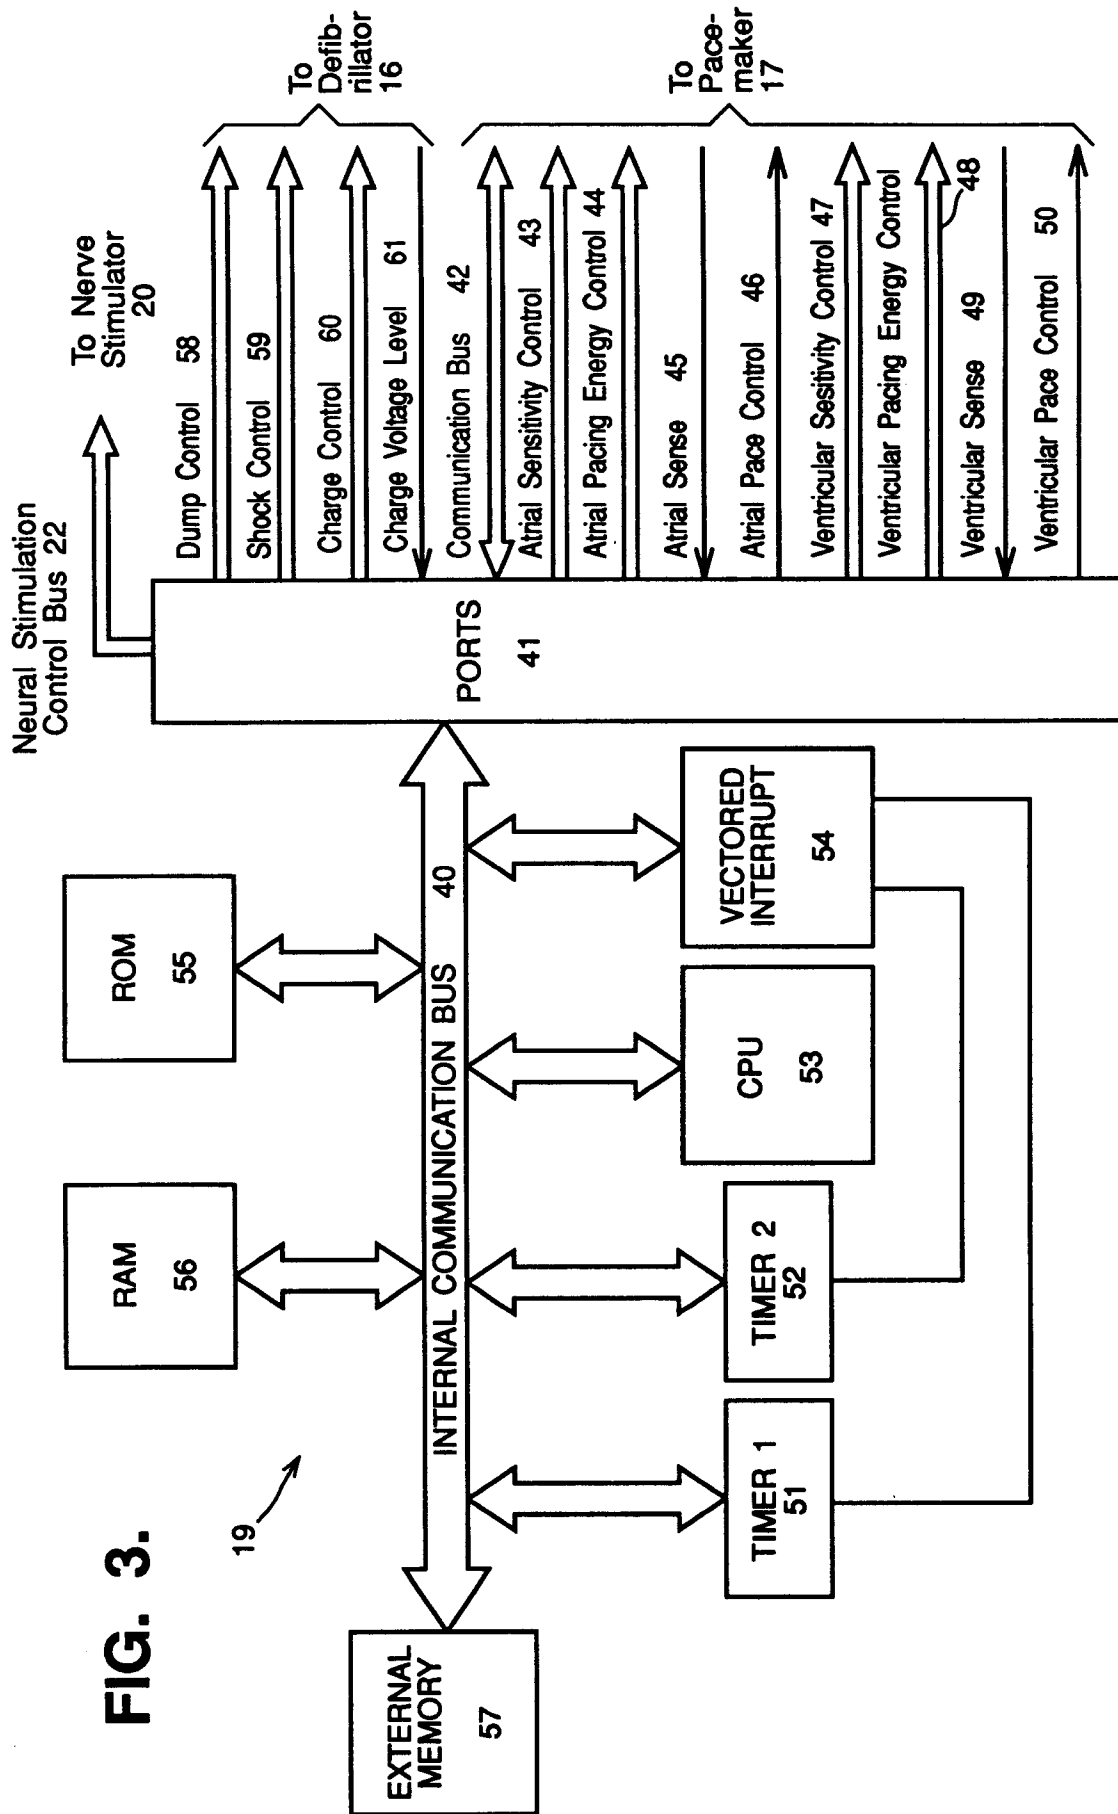 FIG. 3.
19
Neural Stimulation
Control Bus 22
To Nerve
Stimulator
20
RAM
56
ROM
55
EXTERNAL
MEMORY
57
INTERNAL COMMUNICATION BUS 40
TIMER 1
51
TIMER 2
52
CPU
53
VECTORED
INTERRUPT
54
PORTS
41
Dump Control 58
Shock Control 59
Charge Control 60
Charge Voltage Level 61
To
Defib-
rillator
16
Communication Bus 42
Atrial Sensitivity Control 43
Atrial Pacing Energy Control 44
Atrial Sense 45
Atrial Pace Control 46
Ventricular Sesitivity Control 47
Ventricular Pacing Energy Control
48
Ventricular Sense 49
Ventricular Pace Control 50
To
Pace-
maker
17